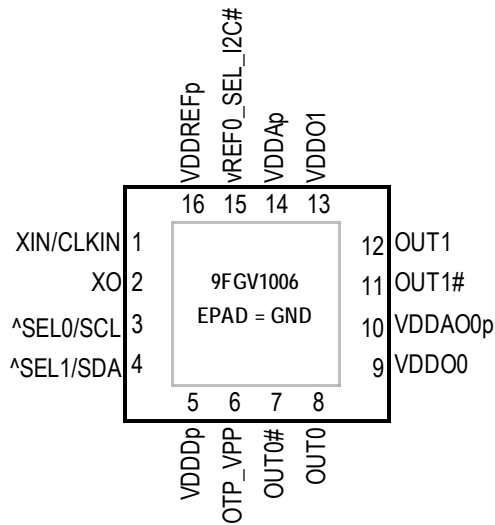 VDDREFp
vREF0_SEL_I2C#
VDDAp
VDDO1
16 15 14 13
XIN/CLKIN 1
XO 2
^SEL0/SCL 3
^SEL1/SDA 4
9FGV1006
EPAD = GND
12 OUT1
11 OUT1#
10 VDDAO0p
9 VDDO0
5 6 7 8
VDDDp
OTP_VPP
OUT0#
OUT0